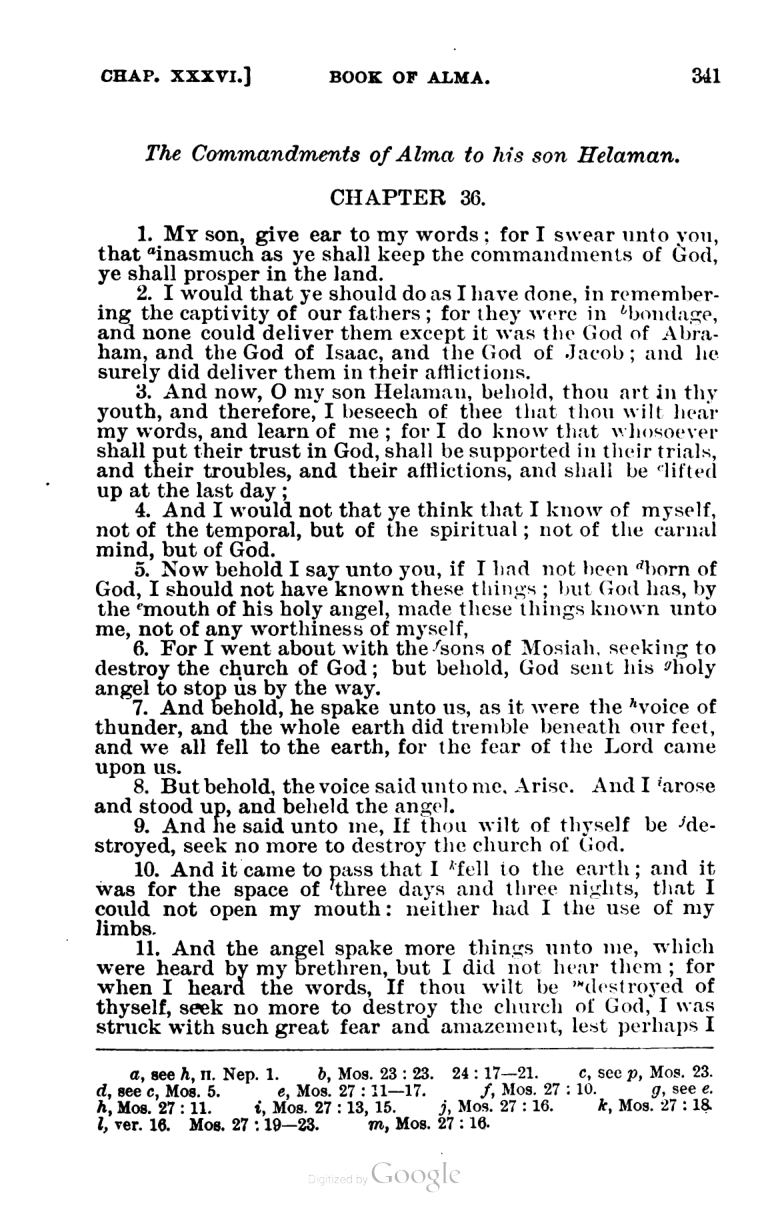 CHAP. XXXVI.] BOOK OF ALMA. 341
The Commandments of Alma to his son Helaman.
CHAPTER 36.
1. MY son, give ear to my words; for I swear unto you,
that ᵃinasmuch as ye shall keep the commandments of God,
ye shall prosper in the land.
2. I would that ye should do as I have done, in remember-
ing the captivity of our fathers; for they were in ᵇbondage,
and none could deliver them except it was the God of Abra-
ham, and the God of Isaac, and the God of Jacob; and he
surely did deliver them in their afflictions.
3. And now, O my son Helaman, behold, thou art in thy
youth, and therefore, I beseech of thee that thou wilt hear
my words, and learn of me; for I do know that whosoever
shall put their trust in God, shall be supported in their trials,
and their troubles, and their afflictions, and shall be ᶜlifted
up at the last day;
4. And I would not that ye think that I know of myself,
not of the temporal, but of the spiritual; not of the carnal
mind, but of God.
5. Now behold I say unto you, if I had not been ᵈborn of
God, I should not have known these things; but God has, by
the ᵉmouth of his holy angel, made these things known unto
me, not of any worthiness of myself,
6. For I went about with the ᶠsons of Mosiah, seeking to
destroy the church of God; but behold, God sent his ᵍholy
angel to stop us by the way.
7. And behold, he spake unto us, as it were the ʰvoice of
thunder, and the whole earth did tremble beneath our feet,
and we all fell to the earth, for the fear of the Lord came
upon us.
8. But behold, the voice said unto me, Arise. And I ⁱarose
and stood up, and beheld the angel.
9. And he said unto me, If thou wilt of thyself be ʲde-
stroyed, seek no more to destroy the church of God.
10. And it came to pass that I ᵏfell to the earth; and it
was for the space of ˡthree days and three nights, that I
could not open my mouth: neither had I the use of my
limbs.
11. And the angel spake more things unto me, which
were heard by my brethren, but I did not hear them; for
when I heard the words, If thou wilt be ᵐdestroyed of
thyself, seek no more to destroy the church of God, I was
struck with such great fear and amazement, lest perhaps I
a, see h, II. Nep. 1. b, Mos. 23 : 23. 24 : 17—21. c, see p, Mos. 23.
d, see c, Mos. 5. e, Mos. 27 : 11—17. f, Mos. 27 : 10. g, see e.
h, Mos. 27 : 11. i, Mos. 27 : 13, 15. j, Mos. 27 : 16. k, Mos. 27 : 18.
l, ver. 16. Mos. 27 : 19—23. m, Mos. 27 : 16.
Digitized by Google